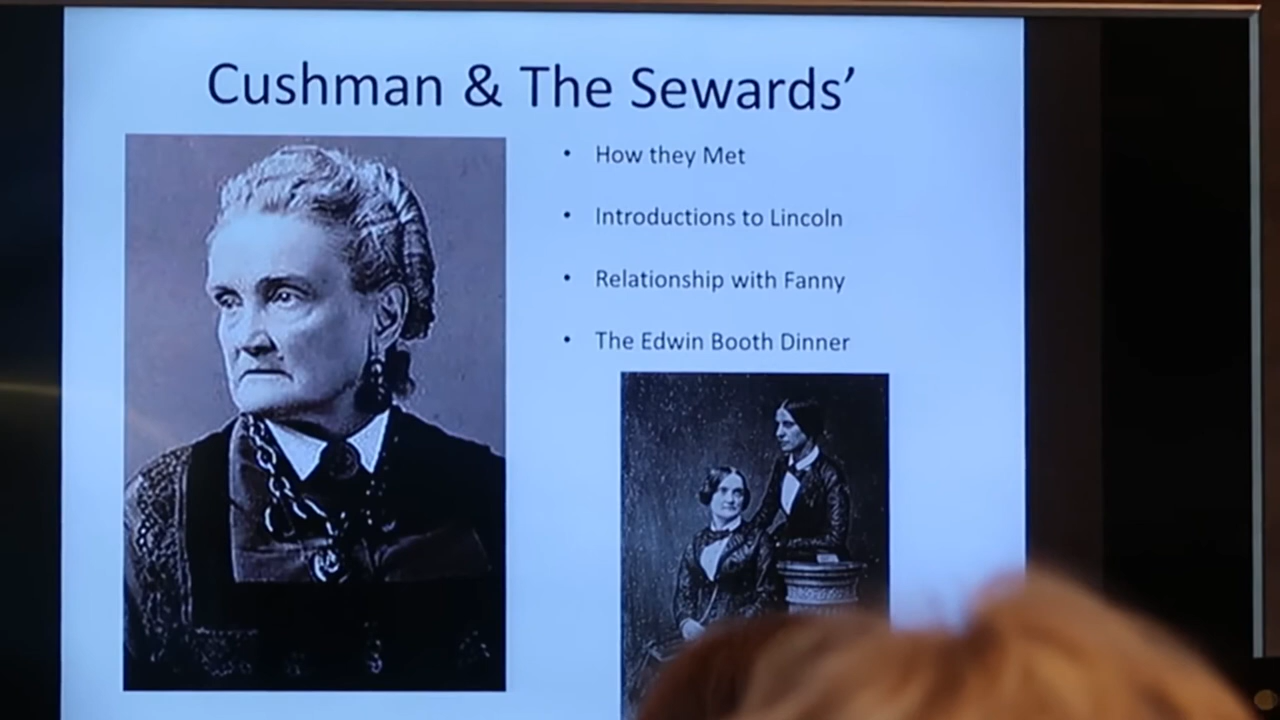 Cushman & The Sewards’
• How they Met
• Introductions to Lincoln
• Relationship with Fanny
• The Edwin Booth Dinner